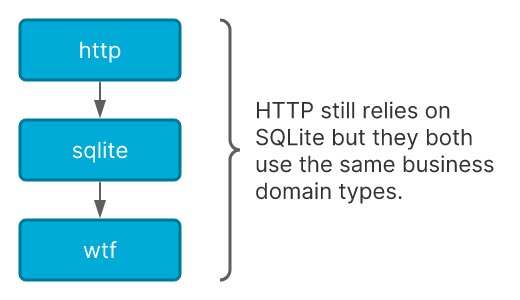 http
sqlite
wtf
HTTP still relies on
SQLite but they both
use the same business
domain types.